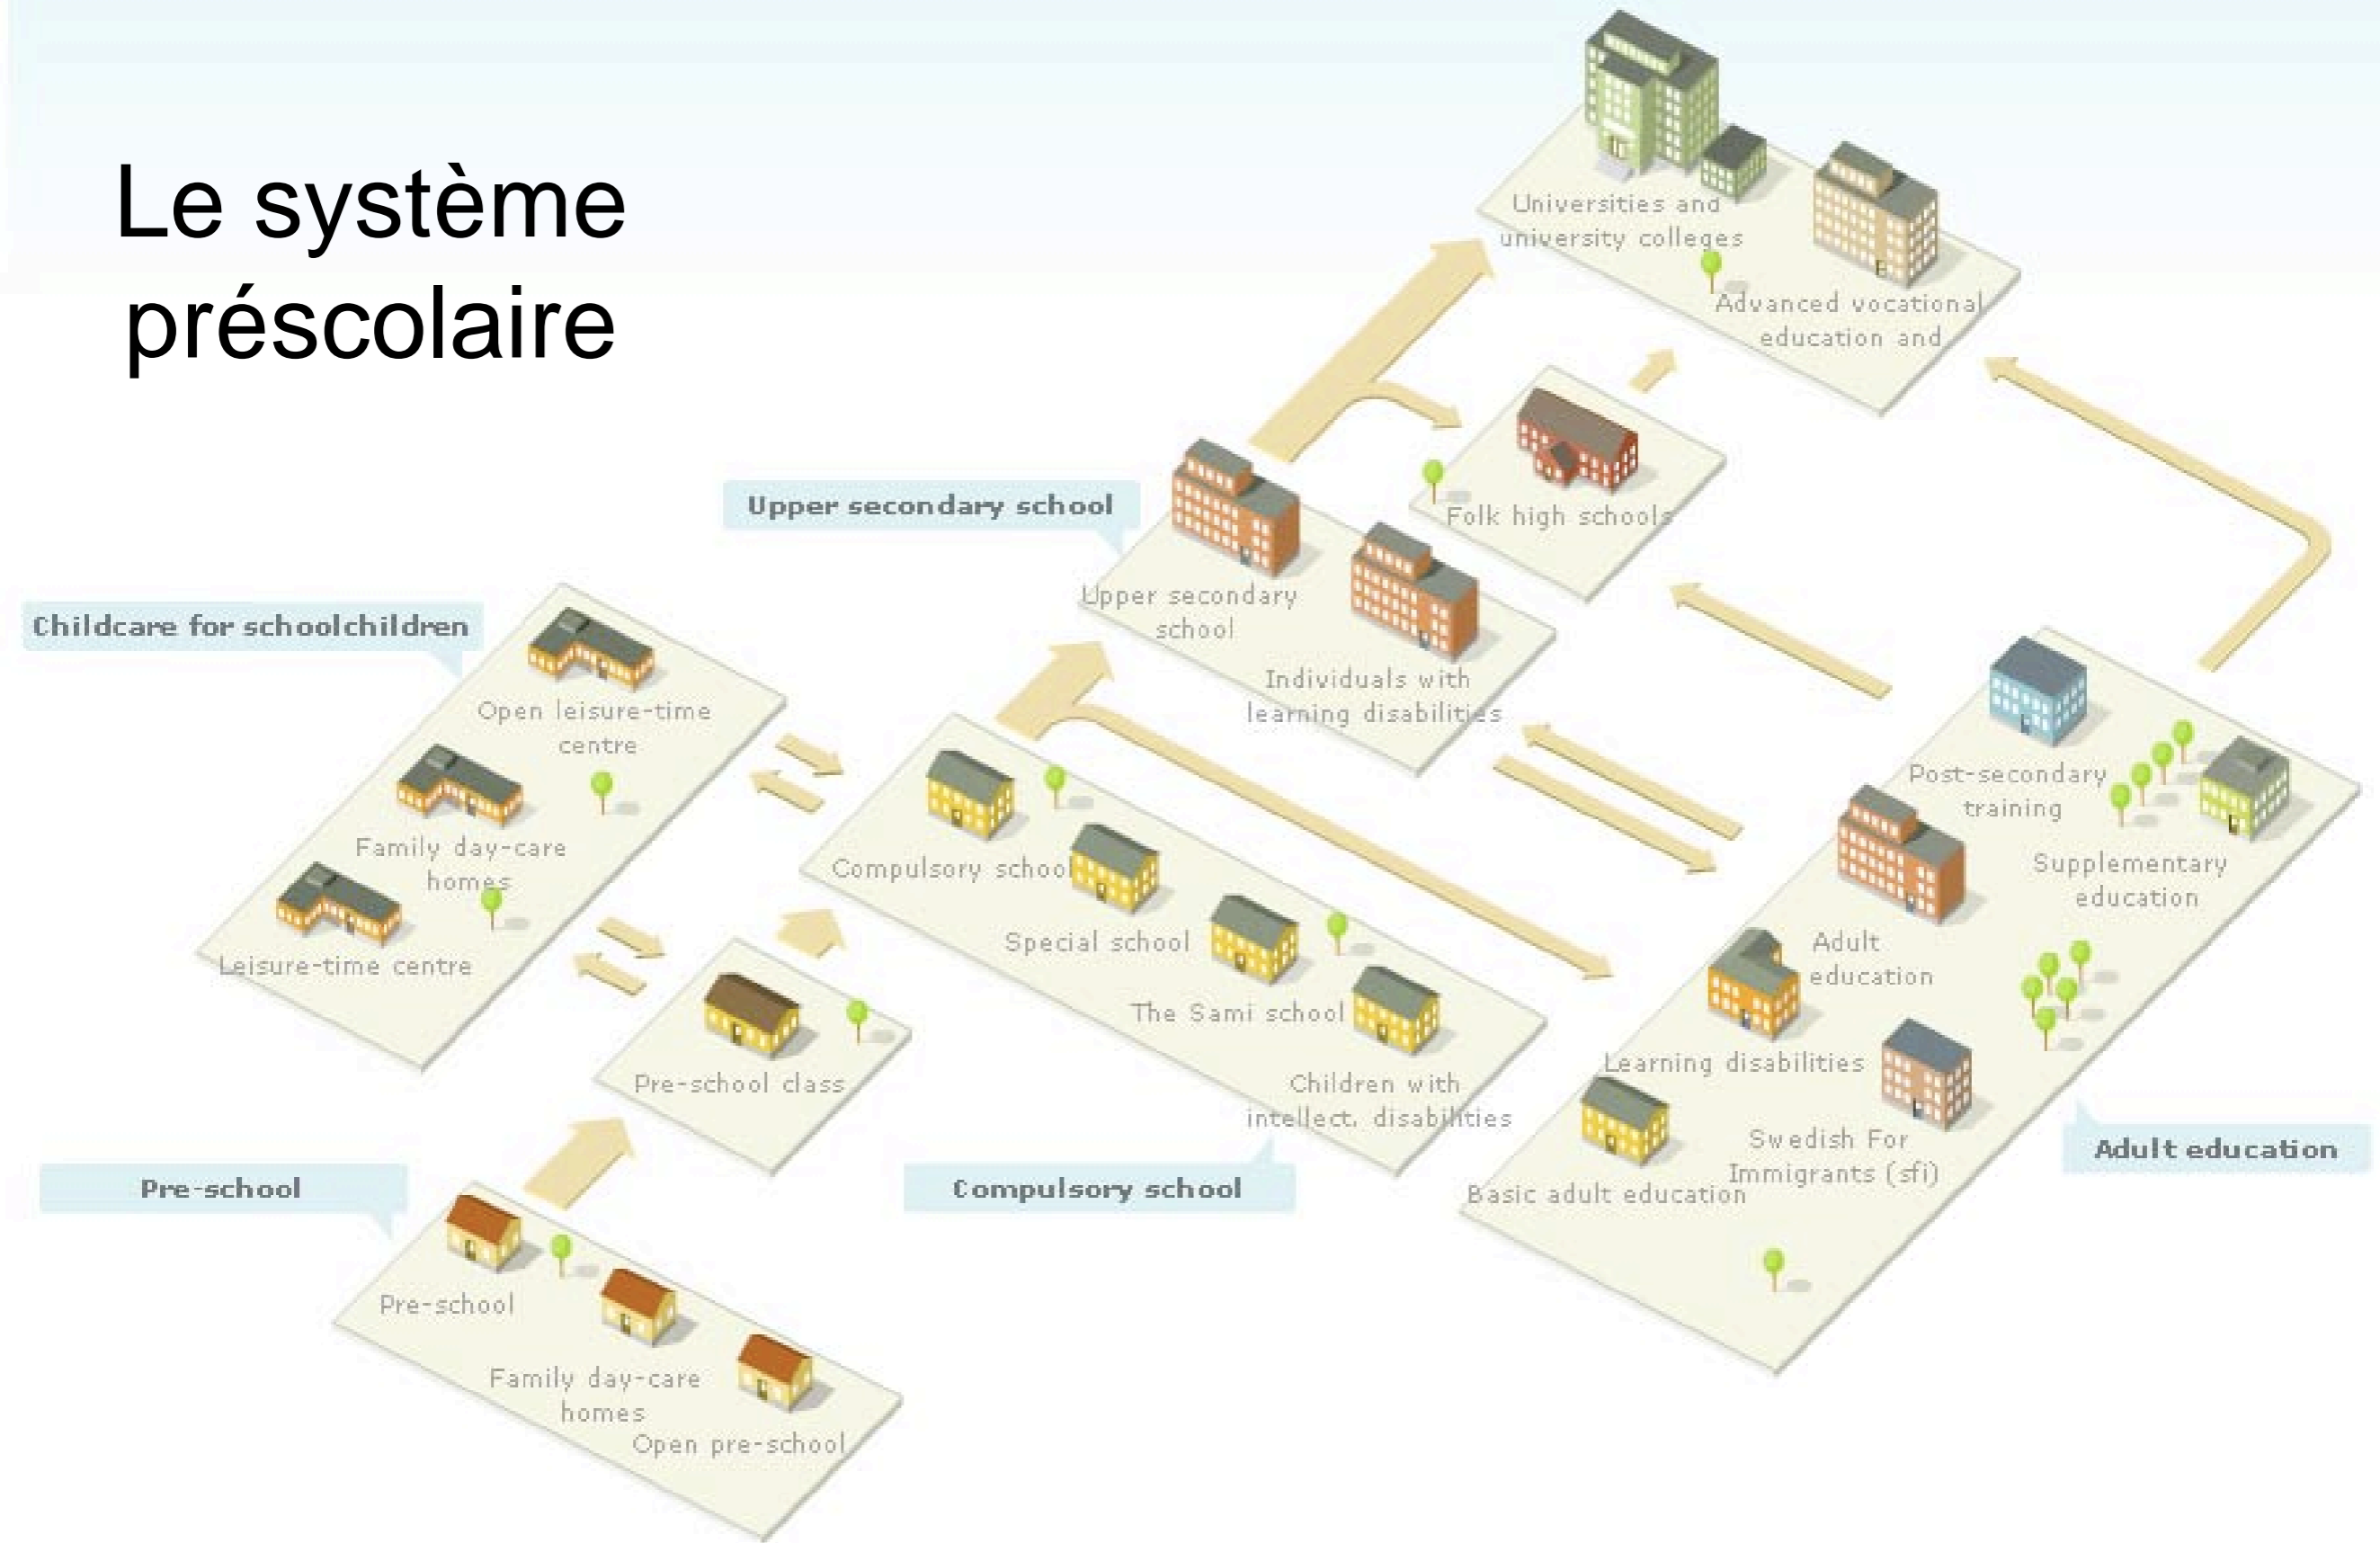 Le système
préscolaire
Universities and
university colleges
Advanced vocational
education and
Folk high schools
Upper secondary school
Upper secondary
school
Individuals with
learning disabilities
Childcare for schoolchildren
Open leisure-time
centre
Family day-care
homes
Leisure-time centre
Compulsory school
Special school
The Sami school
Children with
intellect. disabilities
Compulsory school
Pre-school class
Pre-school
Pre-school
Family day-care
homes
Open pre-school
Post-secondary
training
Supplementary
education
Adult
education
Learning disabilities
Swedish For
Immigrants (sfi)
Basic adult education
Adult education